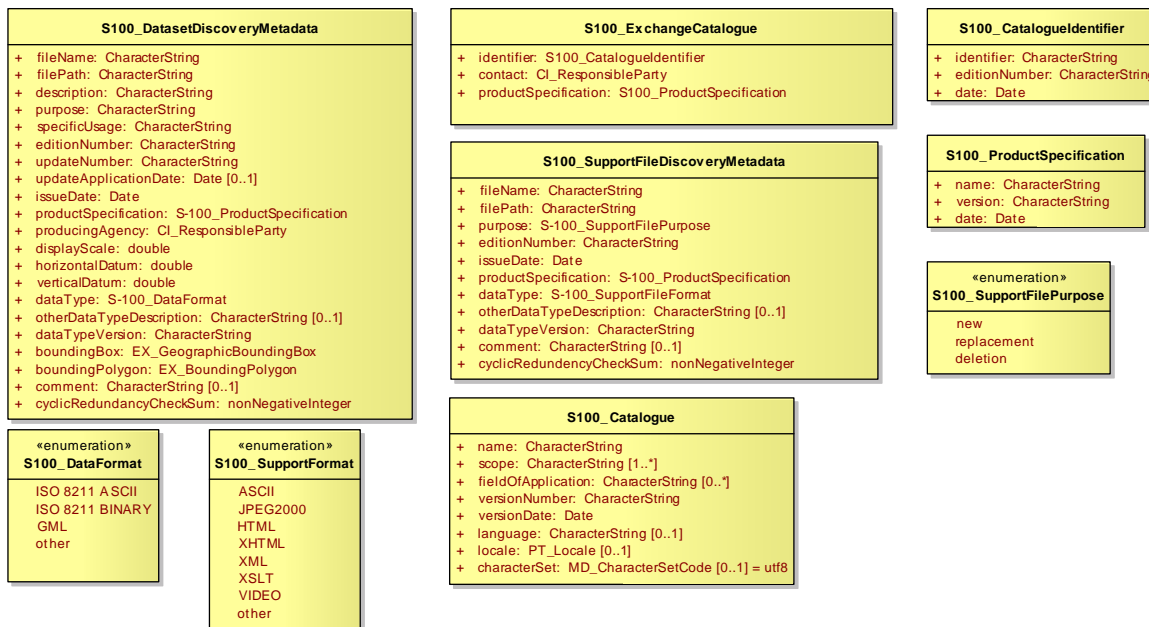 S100_DatasetDiscoveryMetadata
+ fileName: CharacterString
+ filePath: CharacterString
+ description: CharacterString
+ purpose: CharacterString
+ specificUsage: CharacterString
+ editionNumber: CharacterString
+ updateNumber: CharacterString
+ updateApplicationDate: Date [0..1]
+ issueDate: Date
+ productSpecification: S-100_ProductSpecification
+ producingAgency: CI_ResponsibleParty
+ displayScale: double
+ horizontalDatum: double
+ verticalDatum: double
+ dataType: S-100_DataFormat
+ otherDataTypeDescription: CharacterString [0..1]
+ dataTypeVersion: CharacterString
+ boundingBox: EX_GeographicBoundingBox
+ boundingPolygon: EX_BoundingPolygon
+ comment: CharacterString [0..1]
+ cyclicRedundancyCheckSum: nonNegativeInteger
S100_ExchangeCatalogue
+ identifier: S100_CatalogueIdentifier
+ contact: CI_ResponsibleParty
+ productSpecification: S100_ProductSpecification
S100_CatalogueIdentifier
+ identifier: CharacterString
+ editionNumber: CharacterString
+ date: Date
S100_SupportFileDiscoveryMetadata
+ fileName: CharacterString
+ filePath: CharacterString
+ purpose: S-100_SupportFilePurpose
+ editionNumber: CharacterString
+ issueDate: Date
+ productSpecification: S-100_ProductSpecification
+ dataType: S-100_SupportFileFormat
+ otherDataTypeDescription: CharacterString [0..1]
+ dataTypeVersion: CharacterString
+ comment: CharacterString [0..1]
+ cyclicRedundencyCheckSum: nonNegativeInteger
S100_ProductSpecification
+ name: CharacterString
+ version: CharacterString
+ date: Date
«enumeration»
S100_SupportFilePurpose
new
replacement
deletion
«enumeration»
S100_DataFormat
ISO 8211 ASCII
ISO 8211 BINARY
GML
other
«enumeration»
S100_SupportFormat
ASCII
JPEG2000
HTML
XHTML
XML
XSLT
VIDEO
other
S100_Catalogue
+ name: CharacterString
+ scope: CharacterString [1..*]
+ fieldOfApplication: CharacterString [0..*]
+ versionNumber: CharacterString
+ versionDate: Date
+ language: CharacterString [0..1]
+ locale: PT_Locale [0..1]
+ characterSet: MD_CharacterSetCode [0..1] = utf8